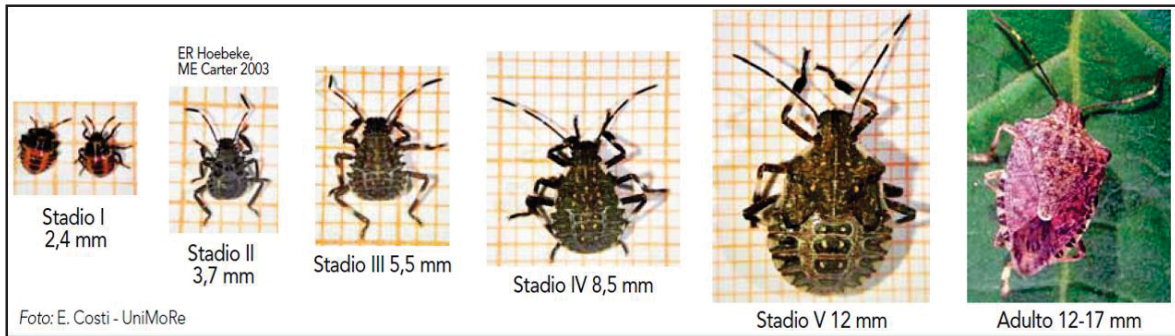 ER Hoebeke,
ME Carter 2003
Stadio I
2,4 mm
Stadio II
3,7 mm
Stadio III 5,5 mm
Stadio IV 8,5 mm
Stadio V 12 mm
Adulto 12-17 mm
Foto: E. Costi - UniMoRe